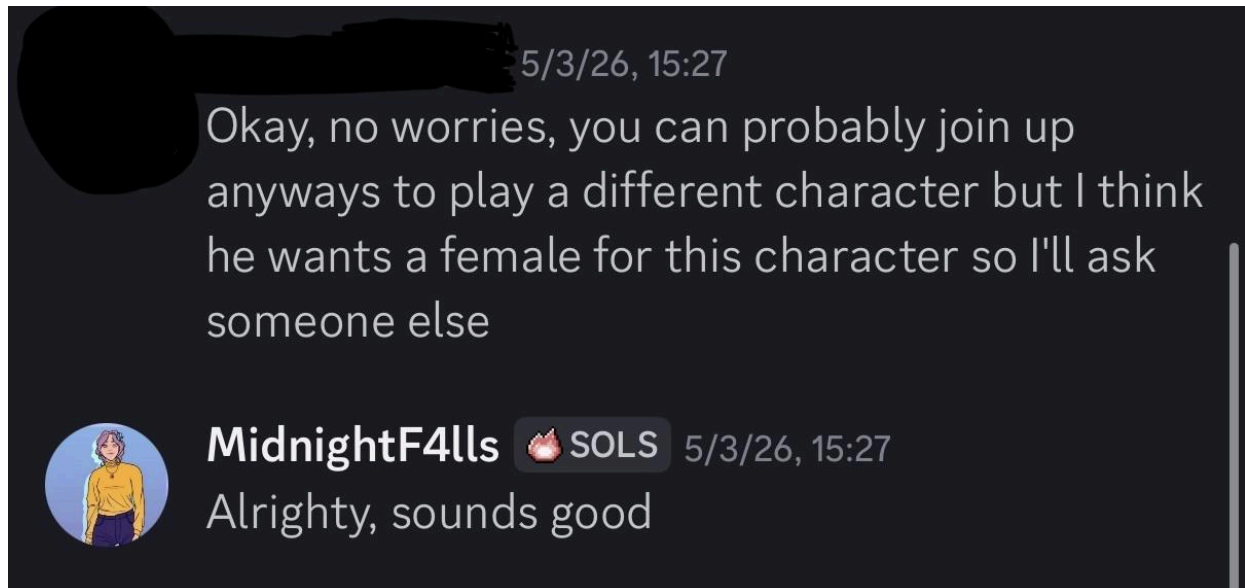 5/3/26, 15:27
Okay, no worries, you can probably join up
anyways to play a different character but I think
he wants a female for this character so I'll ask
someone else
MidnightF4lls SOLS 5/3/26, 15:27
Alrighty, sounds good